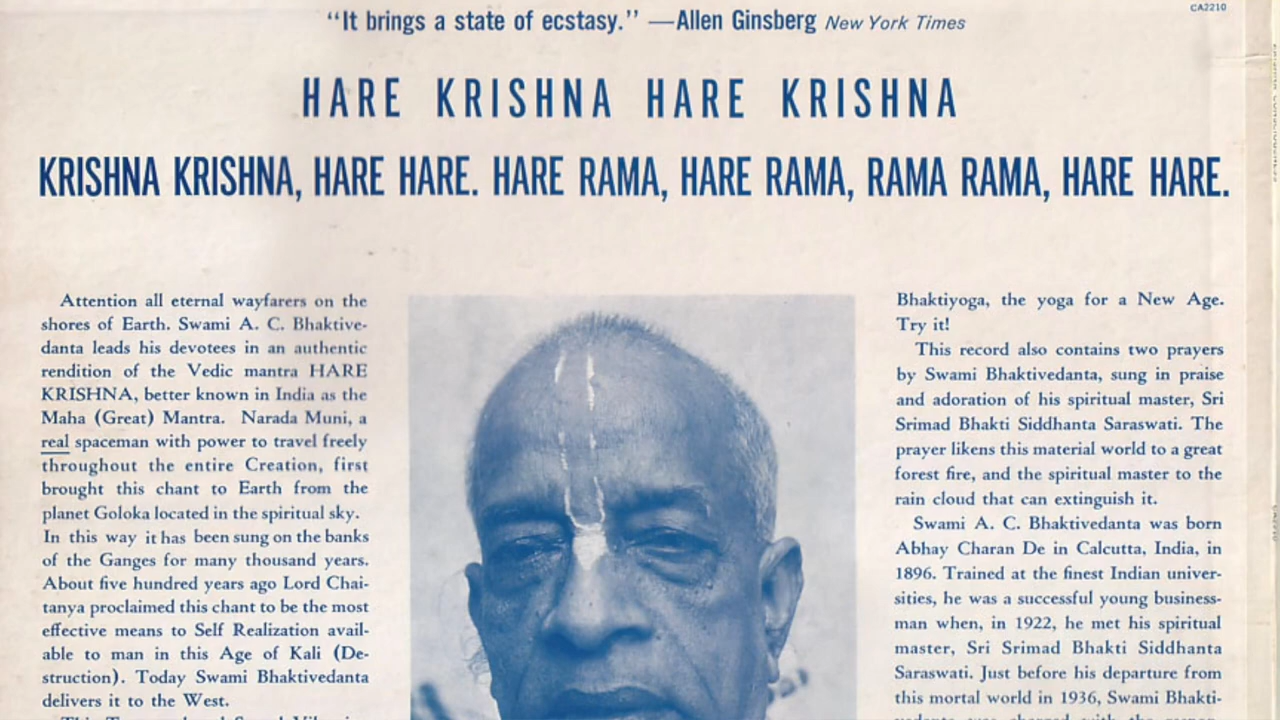 "It brings a state of ecstasy." —Allen Ginsberg New York Times
CA2210
HARE KRISHNA HARE KRISHNA
KRISHNA KRISHNA, HARE HARE. HARE RAMA, HARE RAMA, RAMA RAMA, HARE HARE.
Attention all eternal wayfarers on the
shores of Earth. Swami A. C. Bhaktive-
danta leads his devotees in an authentic
rendition of the Vedic mantra HARE
KRISHNA, better known in India as the
Maha (Great) Mantra. Narada Muni, a
real spaceman with power to travel freely
throughout the entire Creation, first
brought this chant to Earth from the
planet Goloka located in the spiritual sky.
In this way it has been sung on the banks
of the Ganges for many thousand years.
About five hundred years ago Lord Chai-
tanya proclaimed this chant to be the most
effective means to Self Realization avail-
able to man in this Age of Kali (De-
struction). Today Swami Bhaktivedanta
delivers it to the West.
Bhaktiyoga, the yoga for a New Age.
Try it!
This record also contains two prayers
by Swami Bhaktivedanta, sung in praise
and adoration of his spiritual master, Sri
Srimad Bhakti Siddhanta Saraswati. The
prayer likens this material world to a great
forest fire, and the spiritual master to the
rain cloud that can extinguish it.
Swami A. C. Bhaktivedanta was born
Abhay Charan De in Calcutta, India, in
1896. Trained at the finest Indian univer-
sities, he was a successful young business-
man when, in 1922, he met his spiritual
master, Sri Srimad Bhakti Siddhanta
Saraswati. Just before his departure from
this mortal world in 1936, Swami Bhakti-